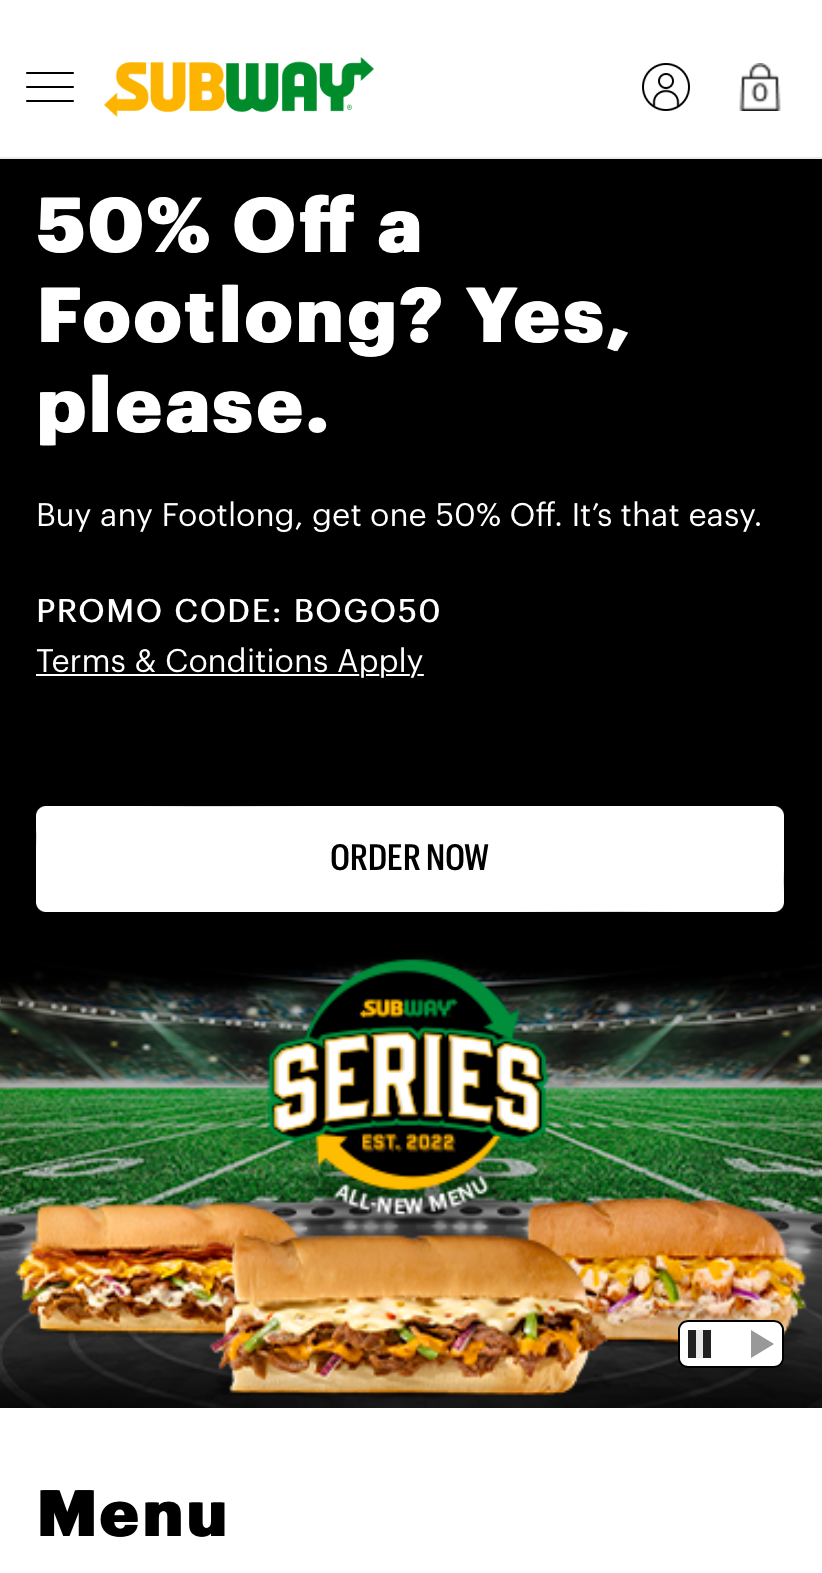 SUBWAY®
0
50% Off a
Footlong? Yes,
please.
Buy any Footlong, get one 50% Off. It’s that easy.
PROMO CODE: BOGO50
Terms & Conditions Apply
ORDER NOW
SUBWAY
SERIES
EST. 2022
ALL-NEW MENU
Menu